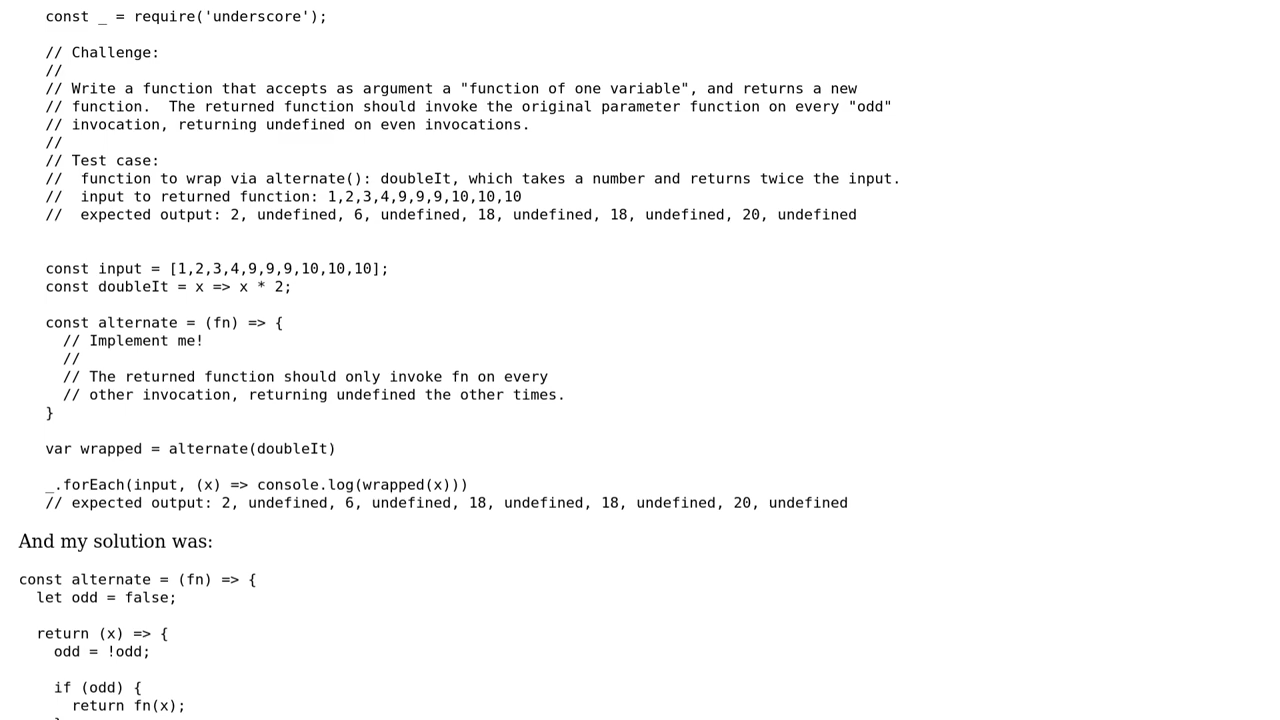 const _ = require('underscore');
// Challenge:
//
// Write a function that accepts as argument a "function of one variable", and returns a new
// function.  The returned function should invoke the original parameter function on every "odd"
// invocation, returning undefined on even invocations.
//
// Test case:
//  function to wrap via alternate(): doubleIt, which takes a number and returns twice the input.
//  input to returned function: 1,2,3,4,9,9,9,10,10,10
//  expected output: 2, undefined, 6, undefined, 18, undefined, 18, undefined, 20, undefined
const input = [1,2,3,4,9,9,9,10,10,10];
const doubleIt = x => x * 2;
const alternate = (fn) => {
// Implement me!
//
// The returned function should only invoke fn on every
// other invocation, returning undefined the other times.
}
var wrapped = alternate(doubleIt)
_.forEach(input, (x) => console.log(wrapped(x)))
// expected output: 2, undefined, 6, undefined, 18, undefined, 18, undefined, 20, undefined
And my solution was:
const alternate = (fn) => {
let odd = false;
return (x) => {
odd = !odd;
if (odd) {
return fn(x);